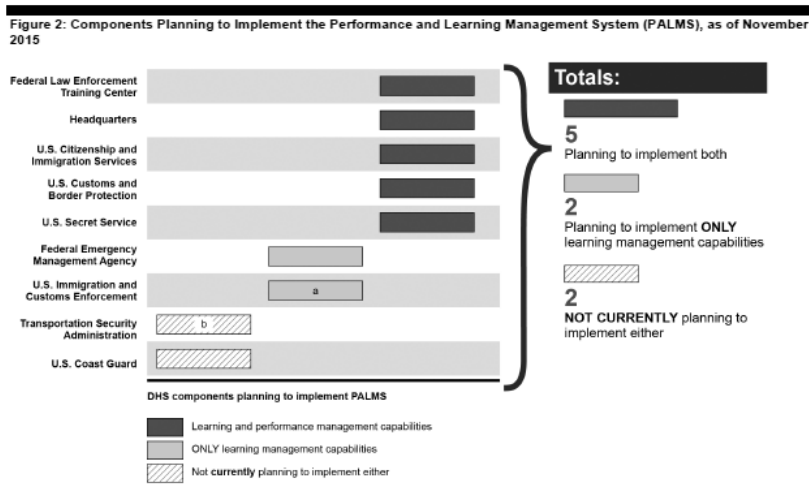 Figure 2: Components Planning to Implement the Performance and Learning Management System (PALMS), as of November
2015
Federal Law Enforcement
Training Center
Headquarters
U.S. Citizenship and
Immigration Services
U.S. Customs and
Border Protection
U.S. Secret Service
Federal Emergency
Management Agency
U.S. Immigration and
Customs Enforcement
a
Transportation Security
Administration
b
U.S. Coast Guard
DHS components planning to implement PALMS
Learning and performance management capabilities
ONLY learning management capabilities
Not currently planning to implement either
Totals:
5
Planning to implement both
2
Planning to implement ONLY
learning management capabilities
2
NOT CURRENTLY planning to
implement either